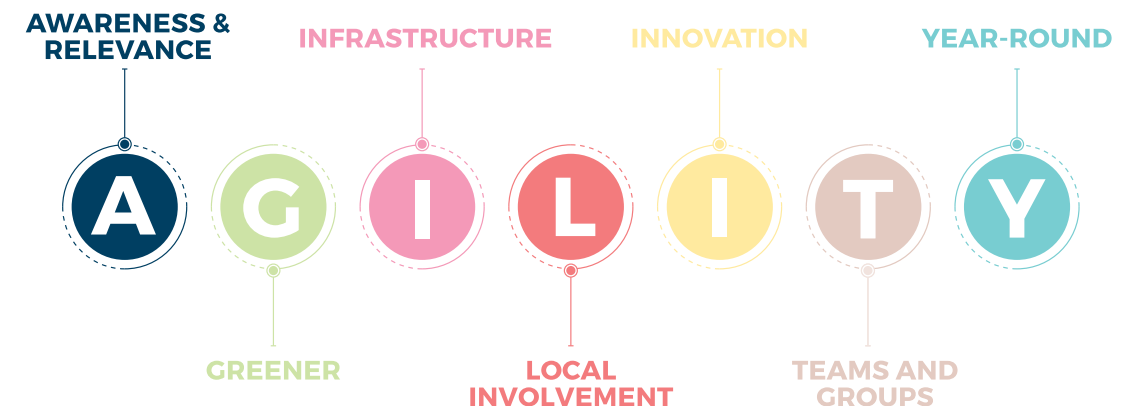 AWARENESS &
RELEVANCE
INFRASTRUCTURE
INNOVATION
YEAR-ROUND
A G I L I T Y
GREENER
LOCAL
INVOLVEMENT
TEAMS AND
GROUPS